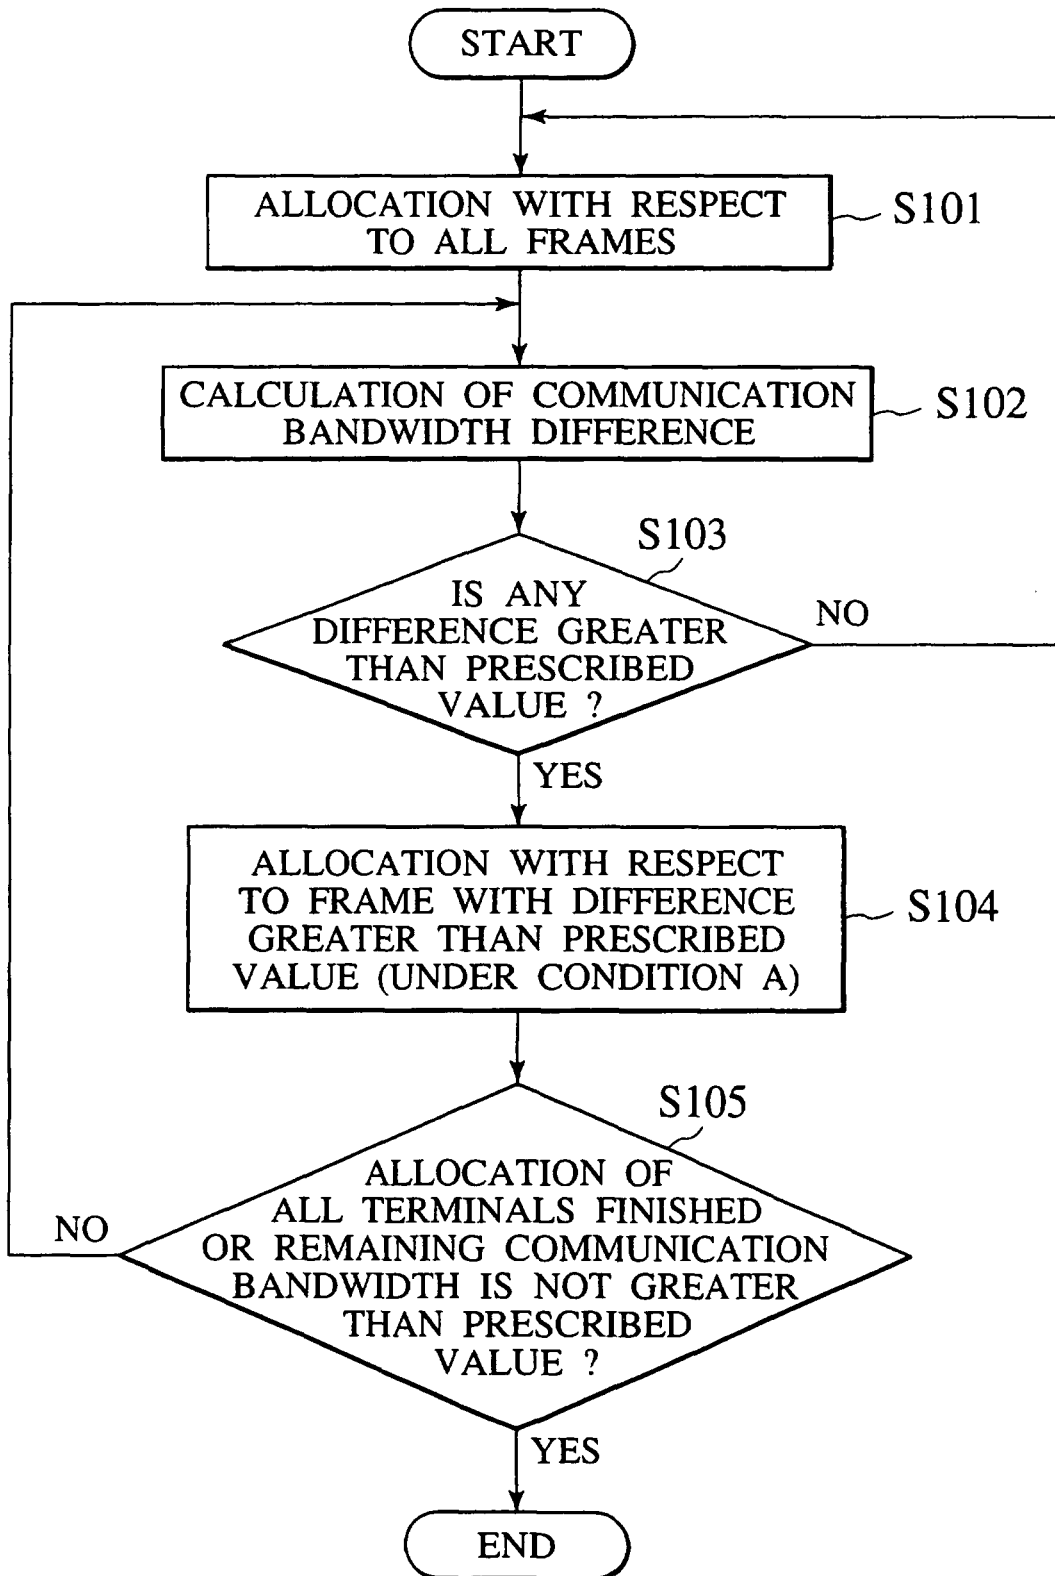 START
ALLOCATION WITH RESPECT
TO ALL FRAMES
S101
CALCULATION OF COMMUNICATION
BANDWIDTH DIFFERENCE
S102
S103
IS ANY
DIFFERENCE GREATER
THAN PRESCRIBED
VALUE ?
NO
YES
ALLOCATION WITH RESPECT
TO FRAME WITH DIFFERENCE
GREATER THAN PRESCRIBED
VALUE (UNDER CONDITION A)
S104
S105
ALLOCATION OF
ALL TERMINALS FINISHED
OR REMAINING COMMUNICATION
BANDWIDTH IS NOT GREATER
THAN PRESCRIBED
VALUE ?
NO
YES
END